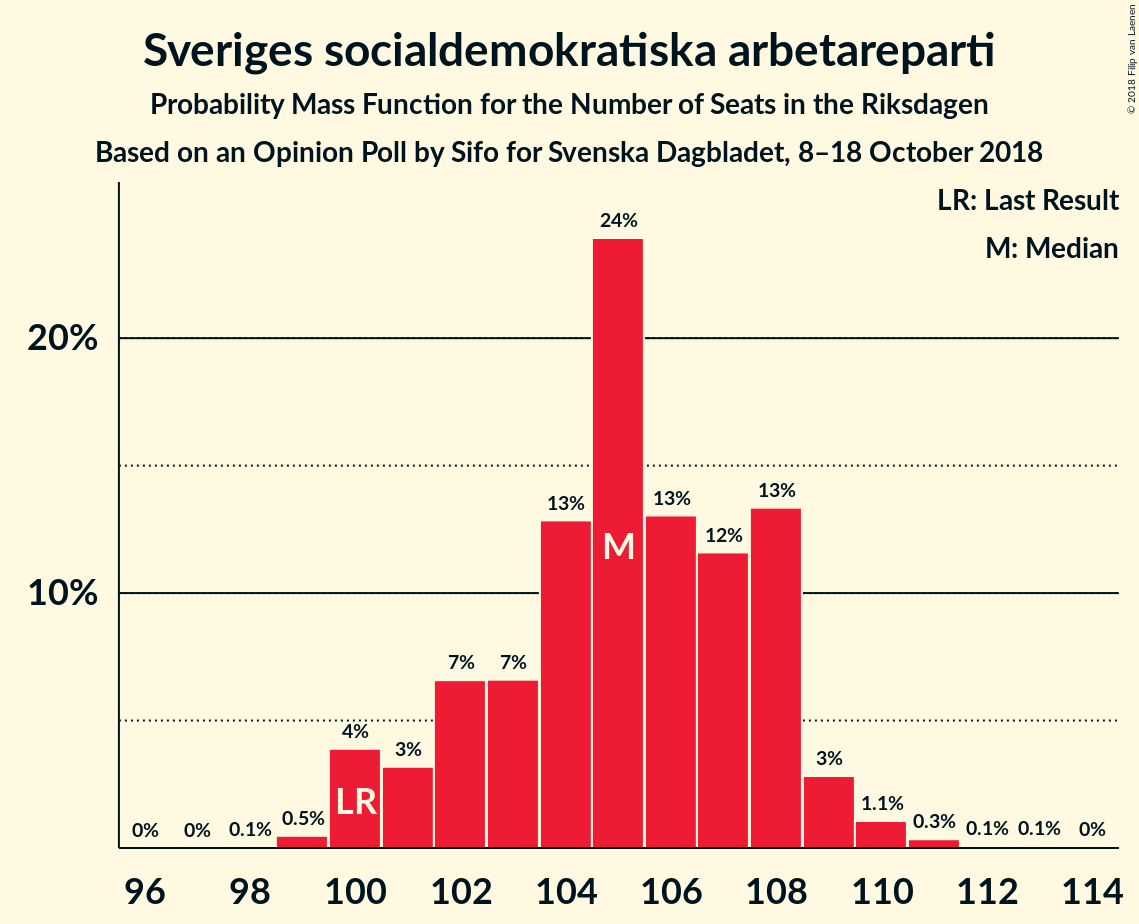 Sveriges socialdemokratiska arbetareparti
Probability Mass Function for the Number of Seats in the Riksdagen
Based on an Opinion Poll by Sifo for Svenska Dagbladet, 8–18 October 2018
© 2018 Filip van Laenen
LR: Last Result
M: Median
20%
10%
0%
0%
0.1%
0.5%
4%
3%
7%
7%
13%
24%
13%
12%
13%
3%
1.1%
0.3%
0.1%
0.1%
0%
LR
M
96 98 100 102 104 106 108 110 112 114